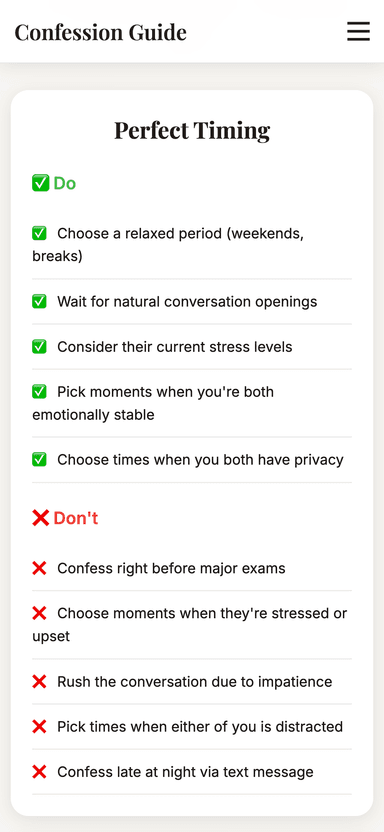 Confession Guide
Perfect Timing
✅ Do
✅ Choose a relaxed period (weekends,
breaks)
✅ Wait for natural conversation openings
✅ Consider their current stress levels
✅ Pick moments when you're both
emotionally stable
✅ Choose times when you both have privacy
❌ Don't
❌ Confess right before major exams
❌ Choose moments when they're stressed or
upset
❌ Rush the conversation due to impatience
❌ Pick times when either of you is distracted
❌ Confess late at night via text message